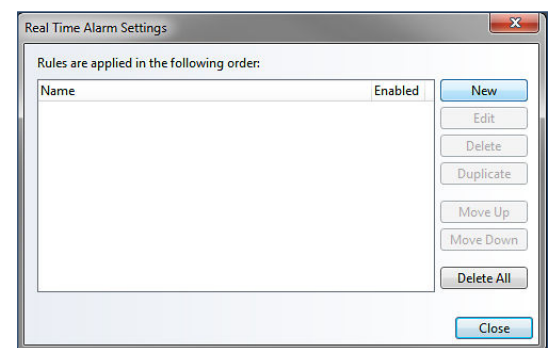 Real Time Alarm Settings
Rules are applied in the following order:
Name Enabled
New
Edit
Delete
Duplicate
Move Up
Move Down
Delete All
Close